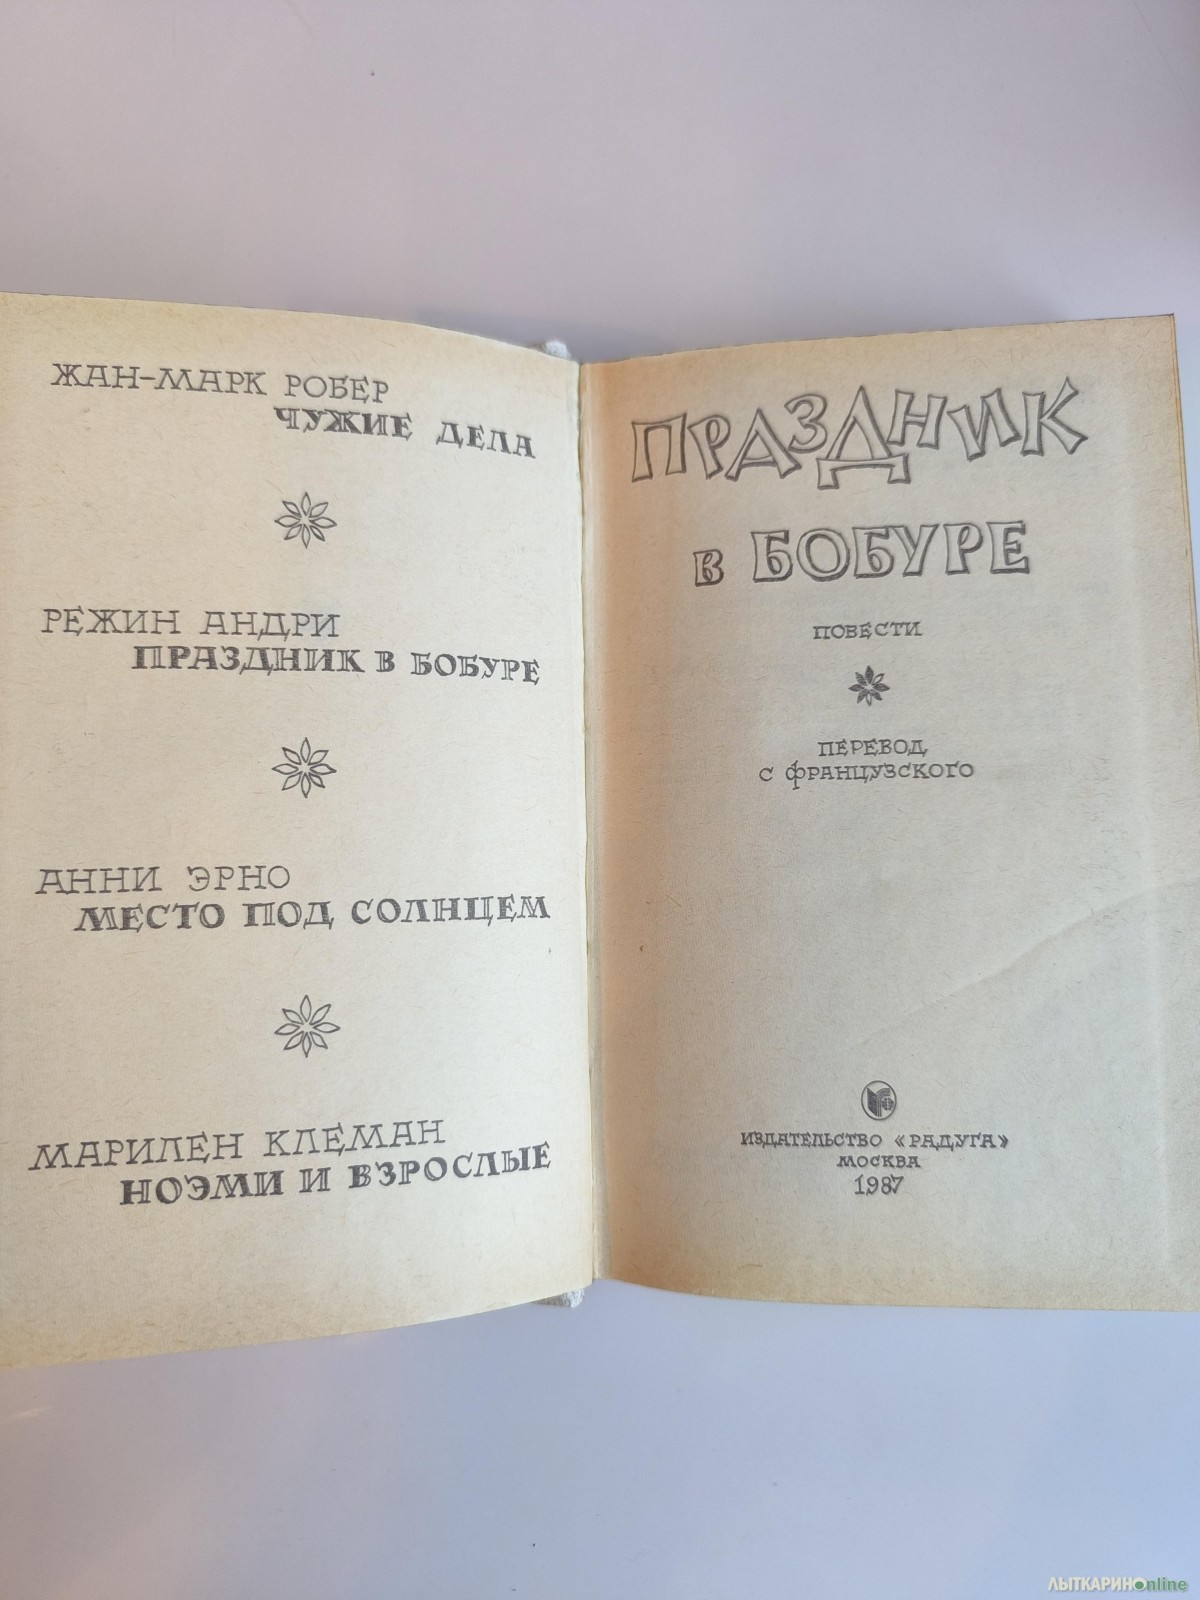 ЖАН-МАРК РОБЕР
ЧУЖИЕ ДЕЛА
РЕЖИН АНДРИ
ПРАЗДНИК В БОБУРЕ
АННИ ЭРНО
МЕСТО ПОД СОЛНЦЕМ
МАРИЛЕН КЛЕМАН
НОЭМИ И ВЗРОСЛЫЕ
ПРАЗДНИК
В БОБУРЕ
ПОВЕСТИ
ПЕРЕВОД
С ФРАНЦУЗСКОГО
ИЗДАТЕЛЬСТВО «РАДУГА»
МОСКВА
1987
ЛЫТКАРИНОnline